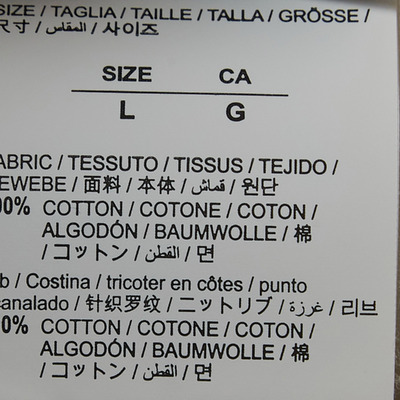 SIZE / TAGLIA / TAILLE / TALLA / GRÖSSE /
尺寸 / المقاس / 사이즈
SIZE CA
L G
ABRIC / TESSUTO / TISSUS / TEJIDO /
EWEBE / 面料 / 本体 / قماش / 원단
00% COTTON / COTONE / COTON /
ALGODÓN / BAUMWOLLE / 棉
/ コットン / القطن / 면
b / Costina / tricoter en côtes / punto
canalado / 针织罗纹 / ニットリブ / غرزة / 리브
0% COTTON / COTONE / COTON /
ALGODÓN / BAUMWOLLE / 棉
/ コットン / القطن / 면